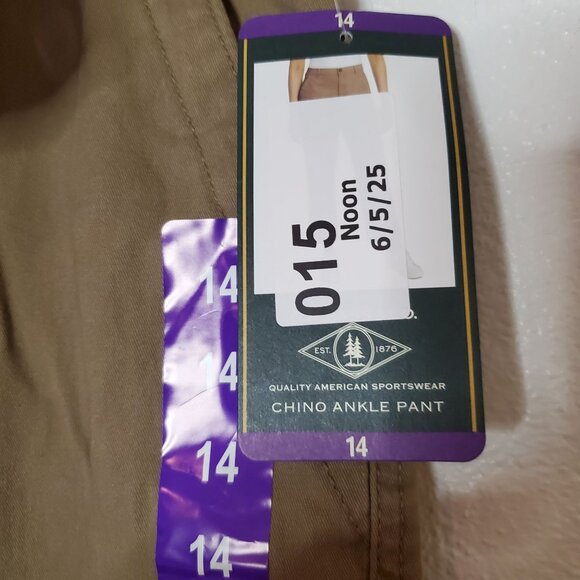 14
015
Noon
6/5/25
O.
EST. 1876
QUALITY AMERICAN SPORTSWEAR
CHINO ANKLE PANT
14
14
14
14
14